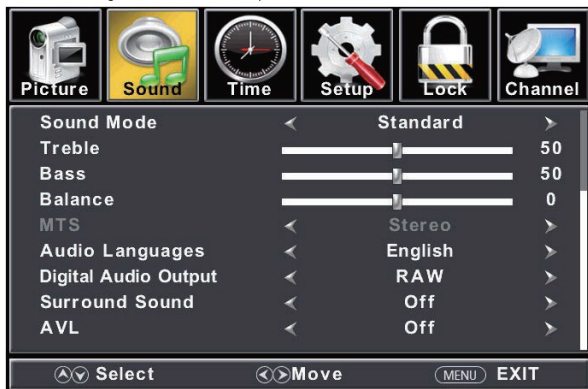 Picture Sound Time Setup Lock Channel
Sound Mode Standard
Treble 50
Bass 50
Balance 0
MTS Stereo
Audio Languages English
Digital Audio Output RAW
Surround Sound Off
AVL Off
Select Move MENU EXIT